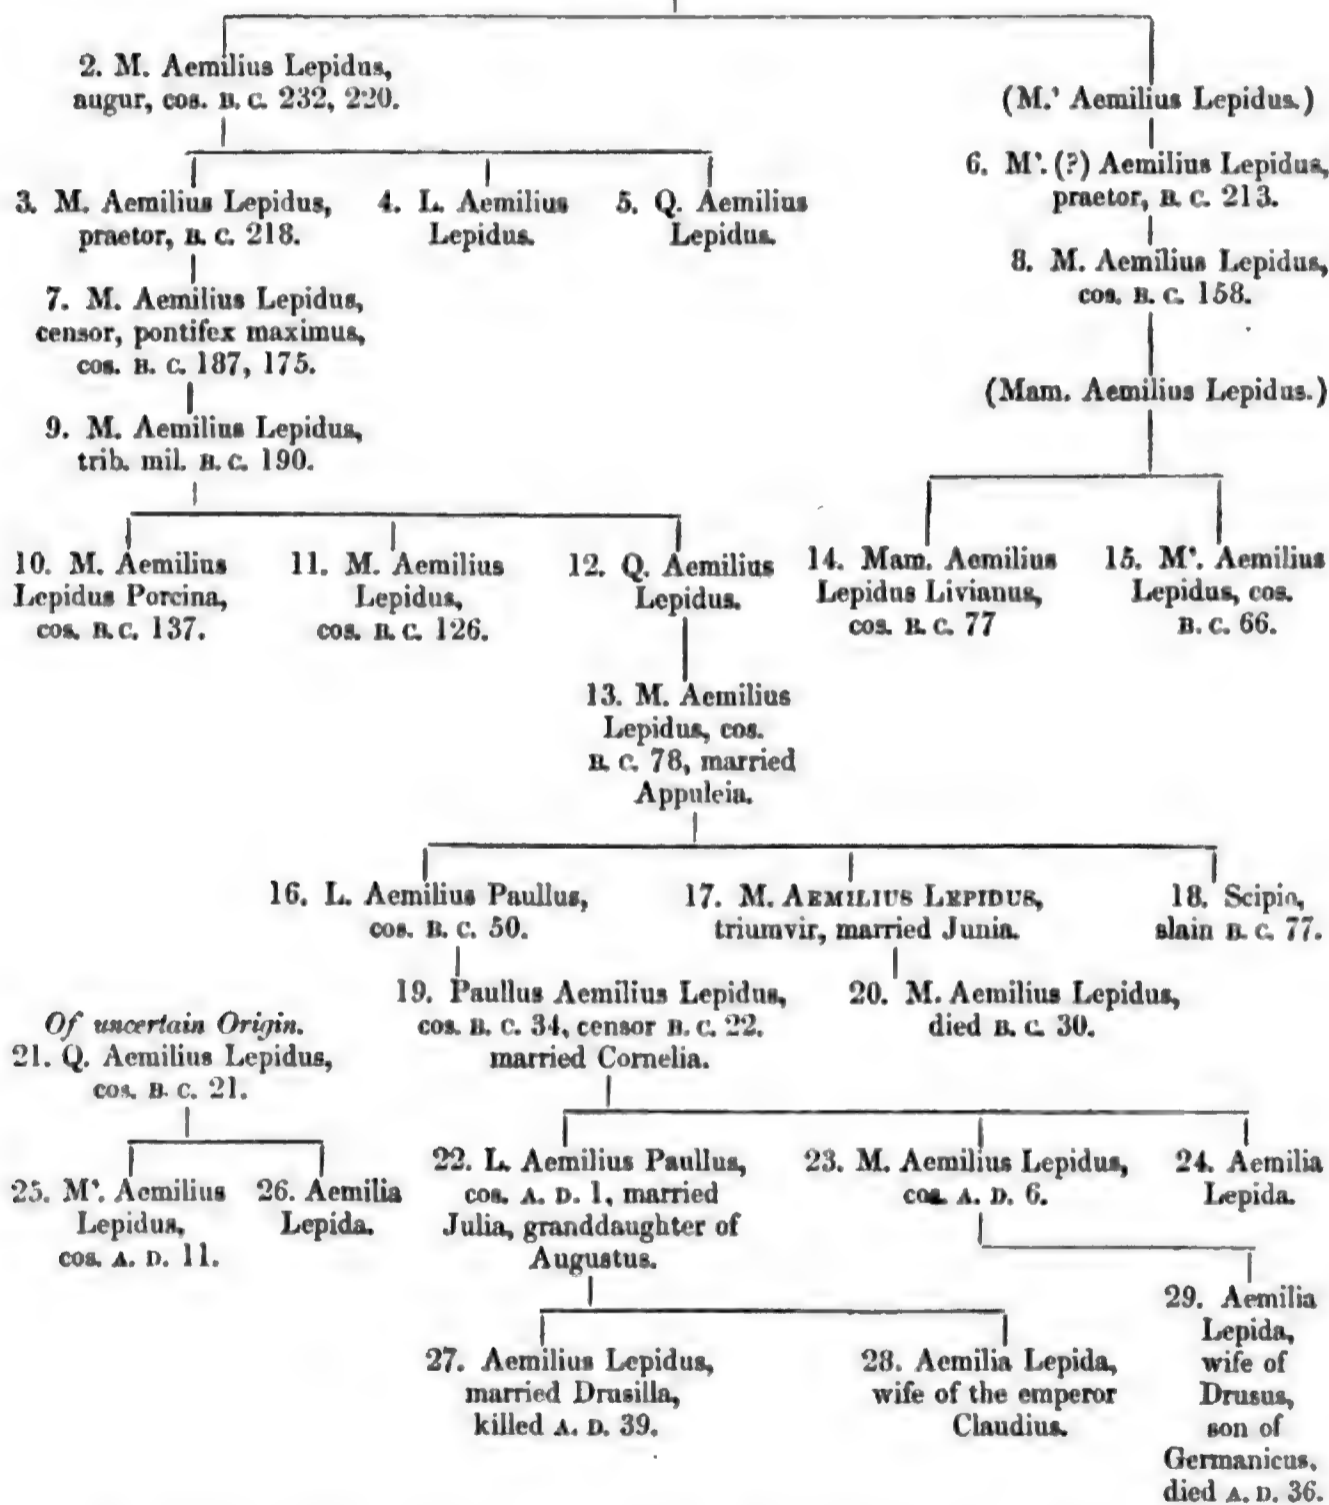 2. M. Aemilius Lepidus,
augur, cos. B. C. 232, 220.
(M.' Aemilius Lepidus.)
6. M'. (?) Aemilius Lepidus,
praetor, B. C. 213.
3. M. Aemilius Lepidus,
praetor, B. C. 218.
4. L. Aemilius
Lepidus.
5. Q. Aemilius
Lepidus.
8. M. Aemilius Lepidus,
cos. B. C. 158.
7. M. Aemilius Lepidus,
censor, pontifex maximus,
cos. B. C. 187, 175.
(Mam. Aemilius Lepidus.)
9. M. Aemilius Lepidus,
trib. mil. B. C. 190.
10. M. Aemilius
Lepidus Porcina,
cos. B. C. 137.
11. M. Aemilius
Lepidus,
cos. B. C. 126.
12. Q. Aemilius
Lepidus.
14. Mam. Aemilius
Lepidus Livianus,
cos. B. C. 77
15. M'. Aemilius
Lepidus, cos.
B. C. 66.
13. M. Aemilius
Lepidus, cos.
B. C. 78, married
Appuleia.
16. L. Aemilius Paullus,
cos. B. C. 50.
17. M. AEMILIUS LEPIDUS,
triumvir, married Junia.
18. Scipio,
slain B. C. 77.
19. Paullus Aemilius Lepidus,
cos. B. C. 34, censor B. C. 22.
married Cornelia.
20. M. Aemilius Lepidus,
died B. C. 30.
Of uncertain Origin.
21. Q. Aemilius Lepidus,
cos. B. C. 21.
25. M'. Aemilius
Lepidus,
cos. A. D. 11.
26. Aemilia
Lepida.
22. L. Aemilius Paullus,
cos. A. D. 1, married
Julia, granddaughter of
Augustus.
23. M. Aemilius Lepidus,
cos. A. D. 6.
24. Aemilia
Lepida.
27. Aemilius Lepidus,
married Drusilla,
killed A. D. 39.
28. Aemilia Lepida,
wife of the emperor
Claudius.
29. Aemilia
Lepida,
wife of
Drusus,
son of
Germanicus,
died A. D. 36.